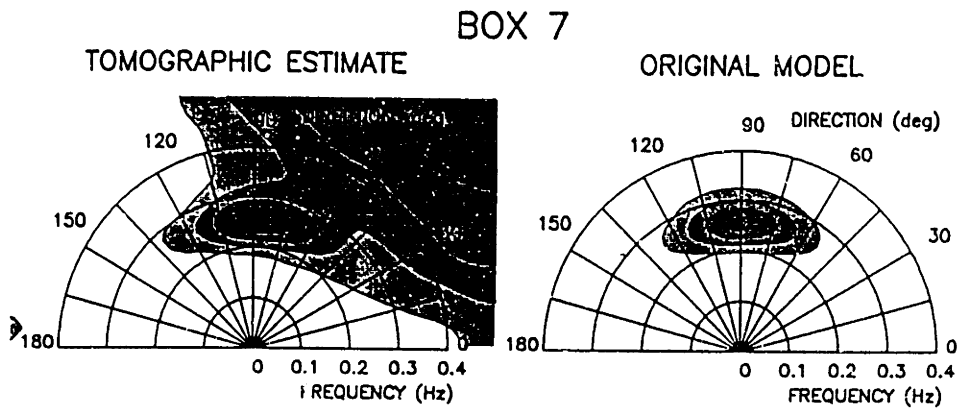 BOX 7
TOMOGRAPHIC ESTIMATE
ORIGINAL MODEL
120
150
180
0
0 0.1 0.2 0.3 0.4
FREQUENCY (Hz)
90 DIRECTION (deg)
120
60
150
30
180
0
0 0.1 0.2 0.3 0.4
FREQUENCY (Hz)